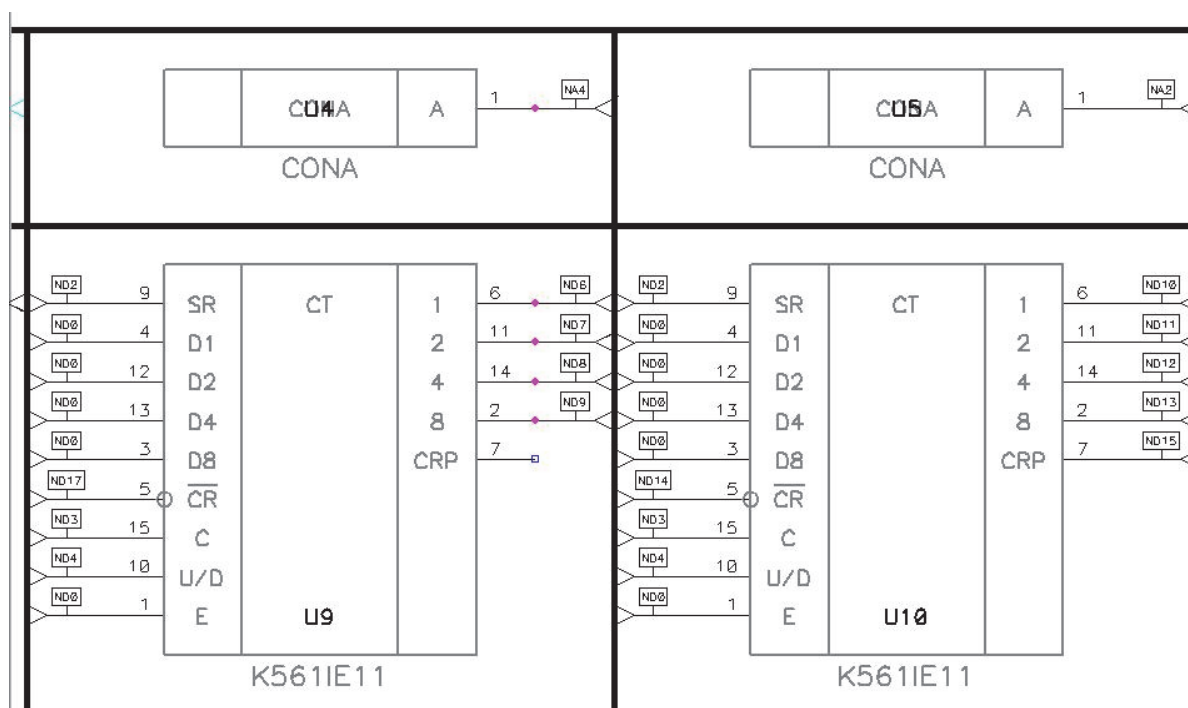 CONA U4 A 1 NA4
CONA
CONA U5 A 1 NA2
CONA
ND2 9 SR CT 1 6 ND6
ND0 4 D1 2 11 ND7
ND0 12 D2 4 14 ND8
ND0 13 D4 8 2 ND9
ND0 3 D8 CRP 7
ND17 5 CR
ND3 15 C
ND4 10 U/D
ND0 1 E U9
K561IE11
ND2 9 SR CT 1 6 ND10
ND0 4 D1 2 11 ND11
ND0 12 D2 4 14 ND12
ND0 13 D4 8 2 ND13
ND0 3 D8 CRP 7 ND15
ND14 5 CR
ND3 15 C
ND4 10 U/D
ND0 1 E U10
K561IE11